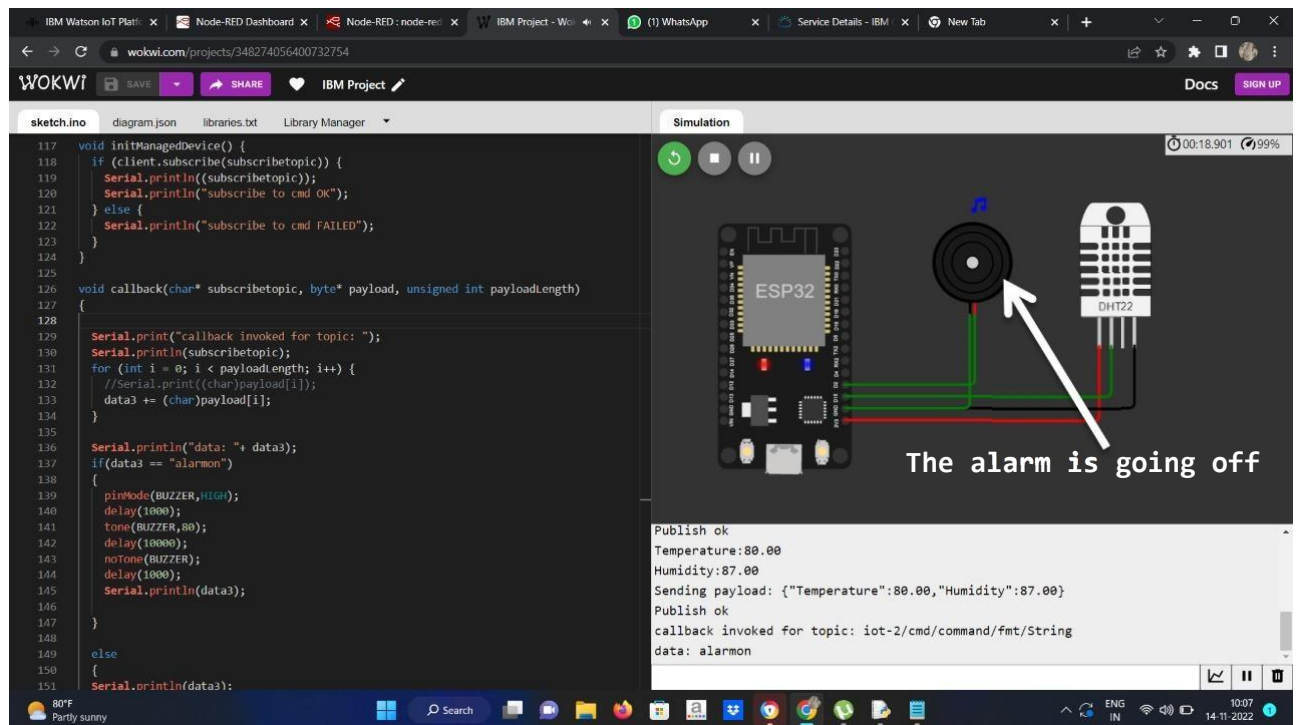 IBM Watson IoT Platfo
Node-RED Dashboard
Node-RED : node-red
IBM Project - Wok
(1) WhatsApp
Service Details - IBM
New Tab
wokwi.com/projects/348274056400732754
WOKWI
SAVE
SHARE
IBM Project
Docs
SIGN UP
sketch.ino
diagram.json
libraries.txt
Library Manager
Simulation
117 void initManagedDevice() {
118 if (client.subscribe(subscribetopic)) {
119 Serial.println((subscribetopic));
120 Serial.println("subscribe to cmd OK");
121 } else {
122 Serial.println("subscribe to cmd FAILED");
123 }
124 }
125
126 void callback(char* subscribetopic, byte* payload, unsigned int payloadLength)
127 {
128
129 Serial.print("callback invoked for topic: ");
130 Serial.println(subscribetopic);
131 for (int i = 0; i < payloadLength; i++) {
132 //Serial.print((char)payload[i]);
133 data3 += (char)payload[i];
134 }
135
136 Serial.println("data: "+ data3);
137 if(data3 == "alarmon")
138 {
139 pinMode(BUZZER,HIGH);
140 delay(1000);
141 tone(BUZZER,80);
142 delay(10000);
143 noTone(BUZZER);
144 delay(1000);
145 Serial.println(data3);
146
147 }
148
149 else
150 {
151 Serial.println(data3);
00:18.901 99%
ESP32
DHT22
The alarm is going off
Publish ok
Temperature:80.00
Humidity:87.00
Sending payload: {"Temperature":80.00,"Humidity":87.00}
Publish ok
callback invoked for topic: iot-2/cmd/command/fmt/String
data: alarmon
80°F
Partly sunny
Search
ENG
IN
10:07
14-11-2022
1